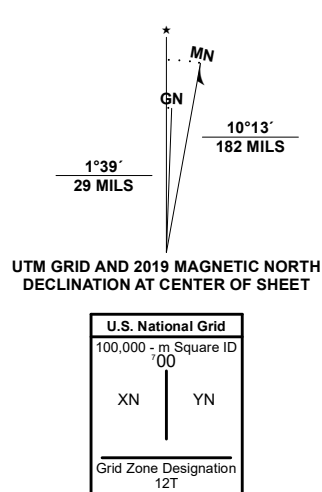 ★
MN
GN
1°39´
29 MILS
10°13´
182 MILS
UTM GRID AND 2019 MAGNETIC NORTH
DECLINATION AT CENTER OF SHEET
U.S. National Grid
100,000 - m Square ID
⁷00
XN YN
Grid Zone Designation
12T